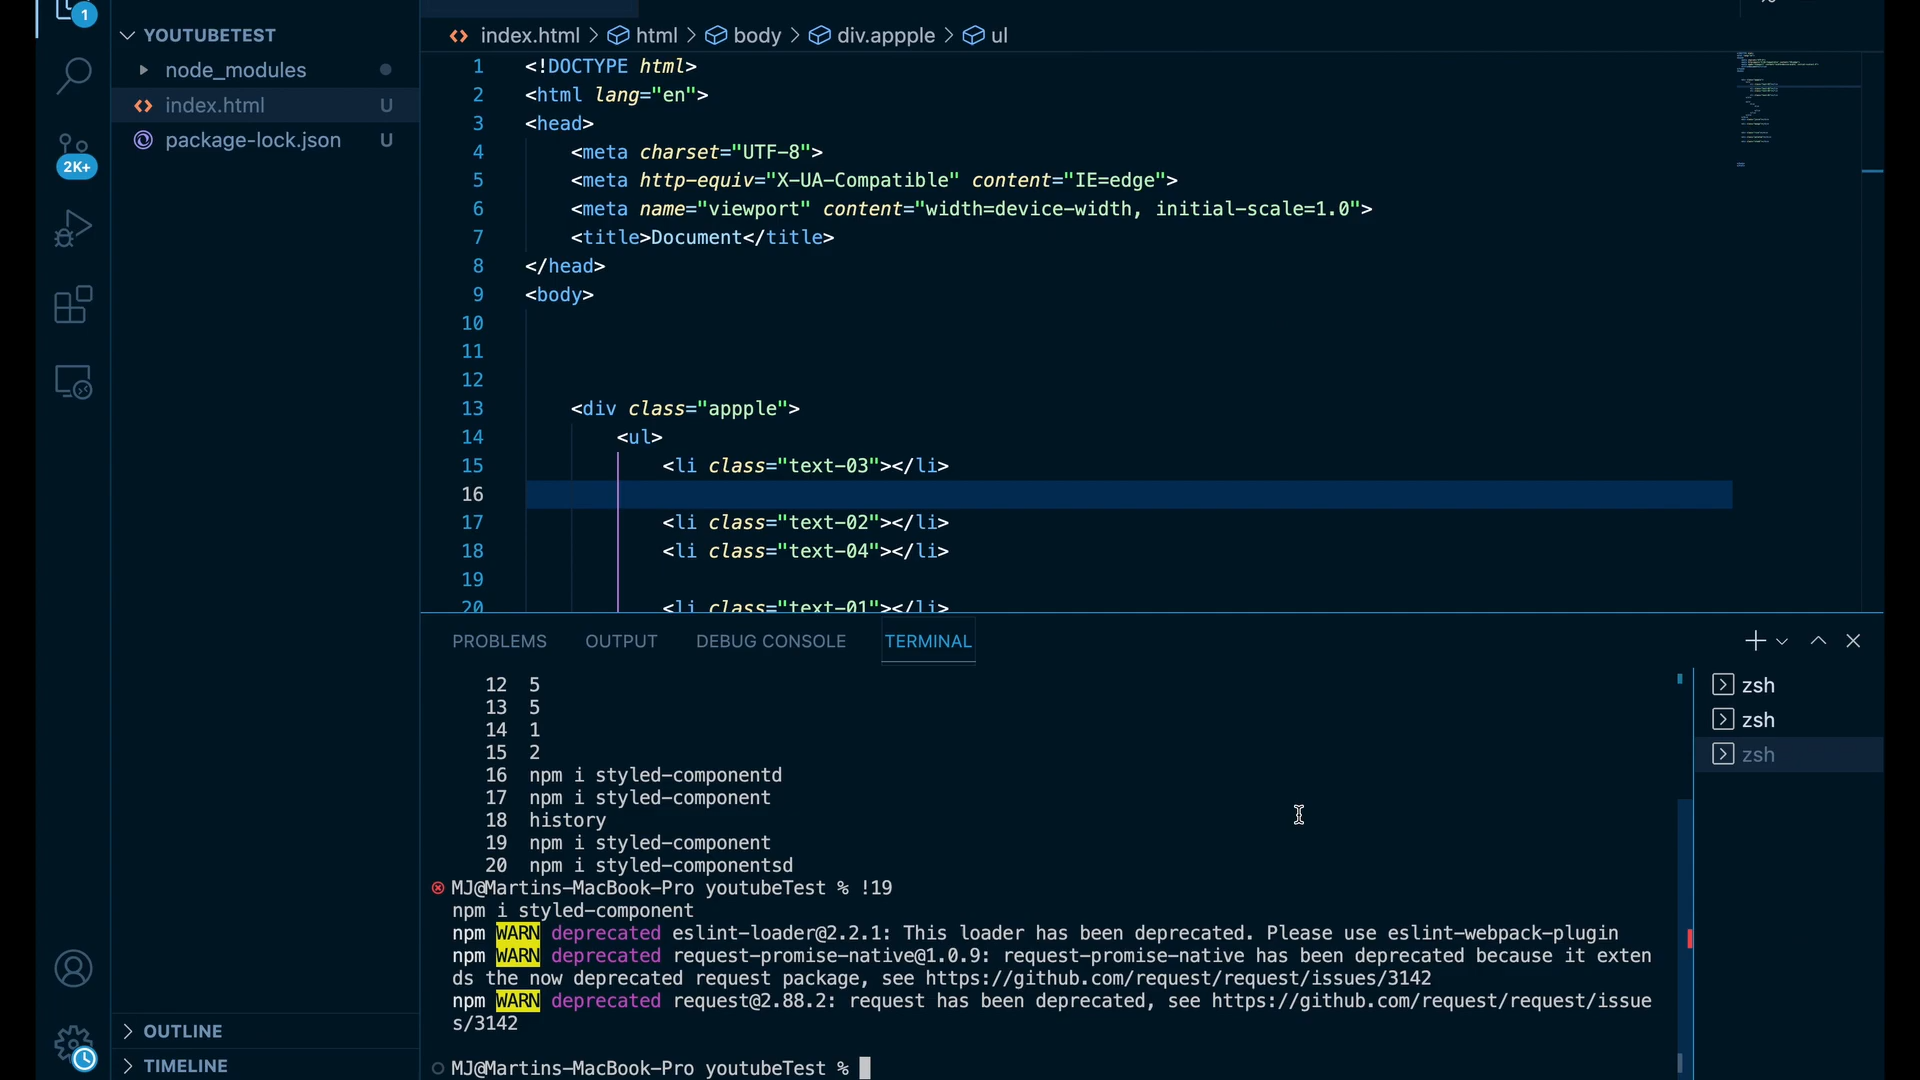 1
YOUTUBETEST
node_modules
index.html U
package-lock.json U
2K+
OUTLINE
TIMELINE
index.html > html > body > div.appple > ul
1 <!DOCTYPE html>
2 <html lang="en">
3 <head>
4 <meta charset="UTF-8">
5 <meta http-equiv="X-UA-Compatible" content="IE=edge">
6 <meta name="viewport" content="width=device-width, initial-scale=1.0">
7 <title>Document</title>
8 </head>
9 <body>
10
11
12
13 <div class="appple">
14 <ul>
15 <li class="text-03"></li>
16
17 <li class="text-02"></li>
18 <li class="text-04"></li>
19
20 <li class="text-01"></li>
PROBLEMS OUTPUT DEBUG CONSOLE TERMINAL
12 5
13 5
14 1
15 2
16 npm i styled-componentd
17 npm i styled-component
18 history
19 npm i styled-component
20 npm i styled-componentsd
MJ@Martins-MacBook-Pro youtubeTest % !19
npm i styled-component
npm WARN deprecated eslint-loader@2.2.1: This loader has been deprecated. Please use eslint-webpack-plugin
npm WARN deprecated request-promise-native@1.0.9: request-promise-native has been deprecated because it exten
ds the now deprecated request package, see https://github.com/request/request/issues/3142
npm WARN deprecated request@2.88.2: request has been deprecated, see https://github.com/request/request/issue
s/3142
MJ@Martins-MacBook-Pro youtubeTest %
zsh
zsh
zsh